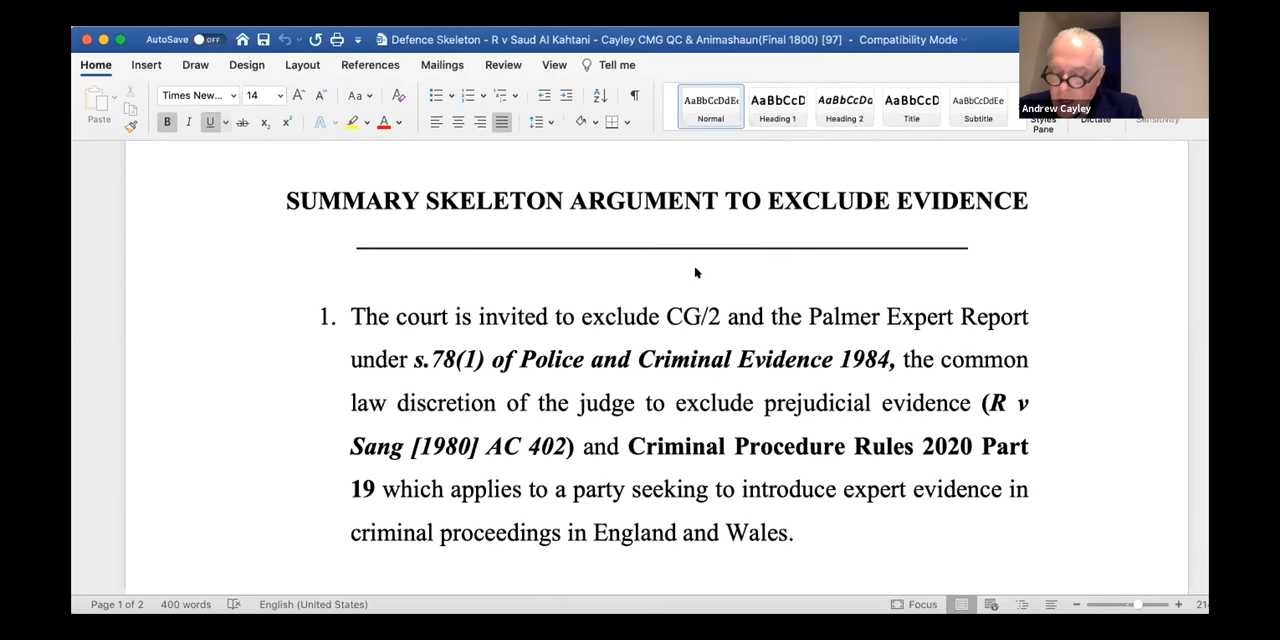 AutoSave OFF Defence Skeleton - R v Saud Al Kahtani - Cayley CMG QC & Animashaun(Final 1800) [97] - Compatibility Mode
Home Insert Draw Design Layout References Mailings Review View Tell me
Andrew Cayley
Times New... 14 Aa
Paste
B I U ab x₂ x² A A
AaBbCcDdEe AaBbCcD AaBbCcDd AaBbCcD AaBbCcDdEe
Normal Heading 1 Heading 2 Title Subtitle
Styles Pane Dictate Sensitivity
SUMMARY SKELETON ARGUMENT TO EXCLUDE EVIDENCE
1. The court is invited to exclude CG/2 and the Palmer Expert Report
under s.78(1) of Police and Criminal Evidence 1984, the common
law discretion of the judge to exclude prejudicial evidence (R v
Sang [1980] AC 402) and Criminal Procedure Rules 2020 Part
19 which applies to a party seeking to introduce expert evidence in
criminal proceedings in England and Wales.
Page 1 of 2 400 words English (United States) Focus